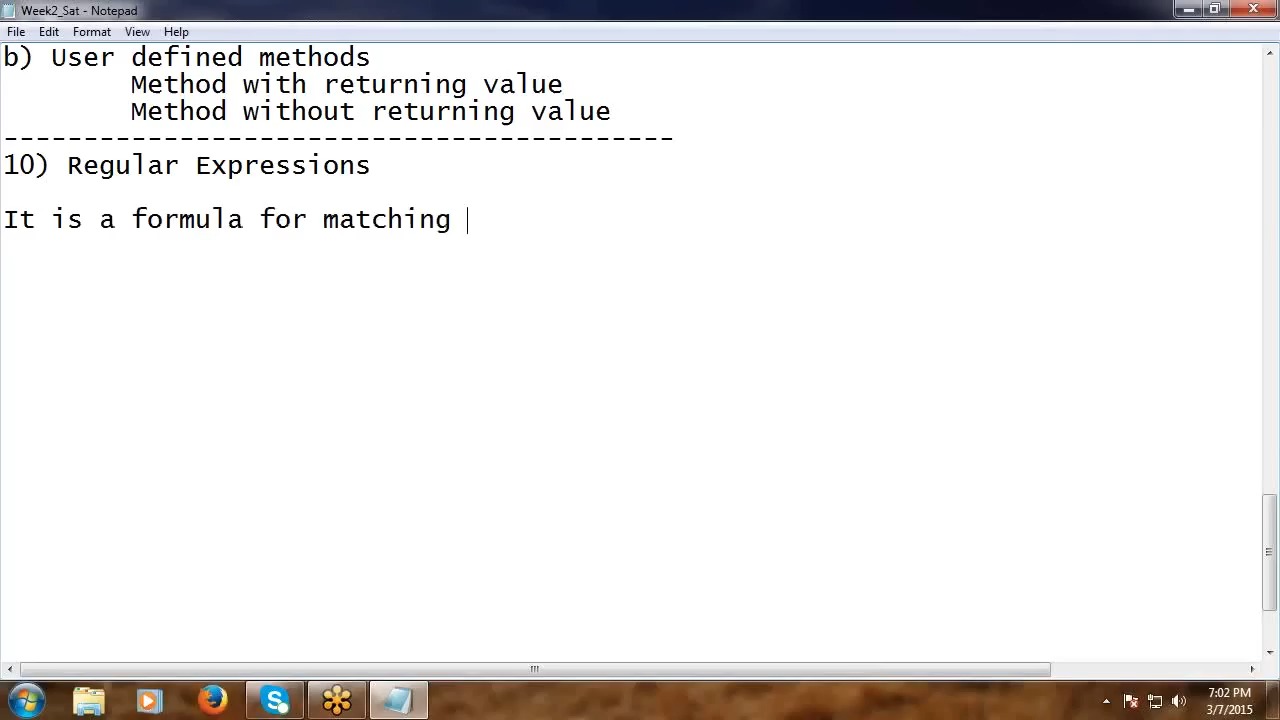 Week2_Sat - Notepad
File Edit Format View Help
b) User defined methods
Method with returning value
Method without returning value
------------------------------------------
10) Regular Expressions
It is a formula for matching
7:02 PM
3/7/2015